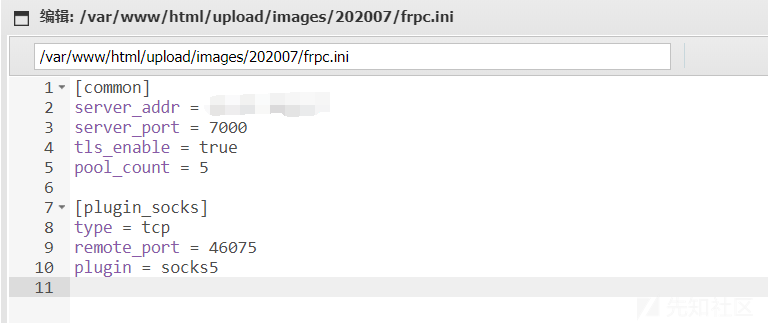 编辑: /var/www/html/upload/images/202007/frpc.ini
/var/www/html/upload/images/202007/frpc.ini
1 [common]
2 server_addr =
3 server_port = 7000
4 tls_enable = true
5 pool_count = 5
6
7 [plugin_socks]
8 type = tcp
9 remote_port = 46075
10 plugin = socks5
11
先知社区